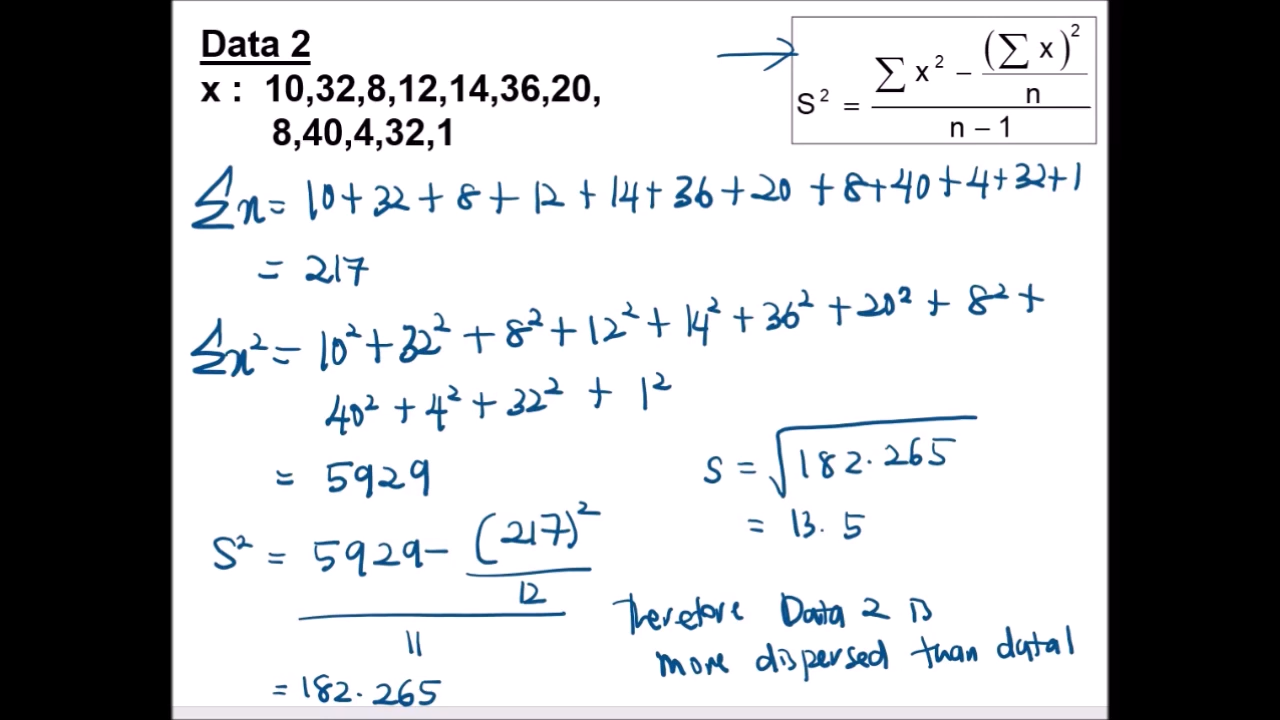 Data 2
x : 10,32,8,12,14,36,20,
8,40,4,32,1
S² = (∑ x² − (∑ x)² / n) / (n − 1)
∑x = 10 + 32 + 8 + 12 + 14 + 36 + 20 + 8 + 40 + 4 + 32 + 1
= 217
∑x² = 10² + 32² + 8² + 12² + 14² + 36² + 20² + 8² +
40² + 4² + 32² + 1²
= 5929
S² = (5929 − (217)² / 12) / 11
= 182.265
S = √182.265
= 13.5
Therefore Data 2 is
more dispersed than data1